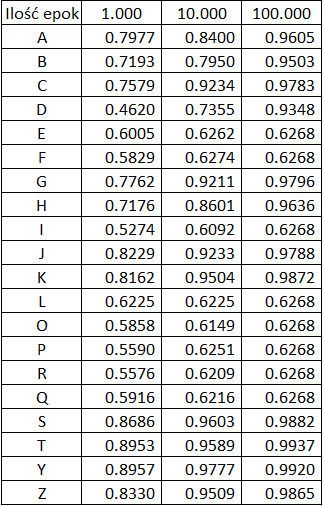 Ilość epok 1.000 10.000 100.000
A 0.7977 0.8400 0.9605
B 0.7193 0.7950 0.9503
C 0.7579 0.9234 0.9783
D 0.4620 0.7355 0.9348
E 0.6005 0.6262 0.6268
F 0.5829 0.6274 0.6268
G 0.7762 0.9211 0.9796
H 0.7176 0.8601 0.9636
I 0.5274 0.6092 0.6268
J 0.8229 0.9233 0.9788
K 0.8162 0.9504 0.9872
L 0.6225 0.6225 0.6268
O 0.5858 0.6149 0.6268
P 0.5590 0.6251 0.6268
R 0.5576 0.6209 0.6268
Q 0.5916 0.6216 0.6268
S 0.8686 0.9603 0.9882
T 0.8953 0.9589 0.9937
Y 0.8957 0.9777 0.9920
Z 0.8330 0.9509 0.9865